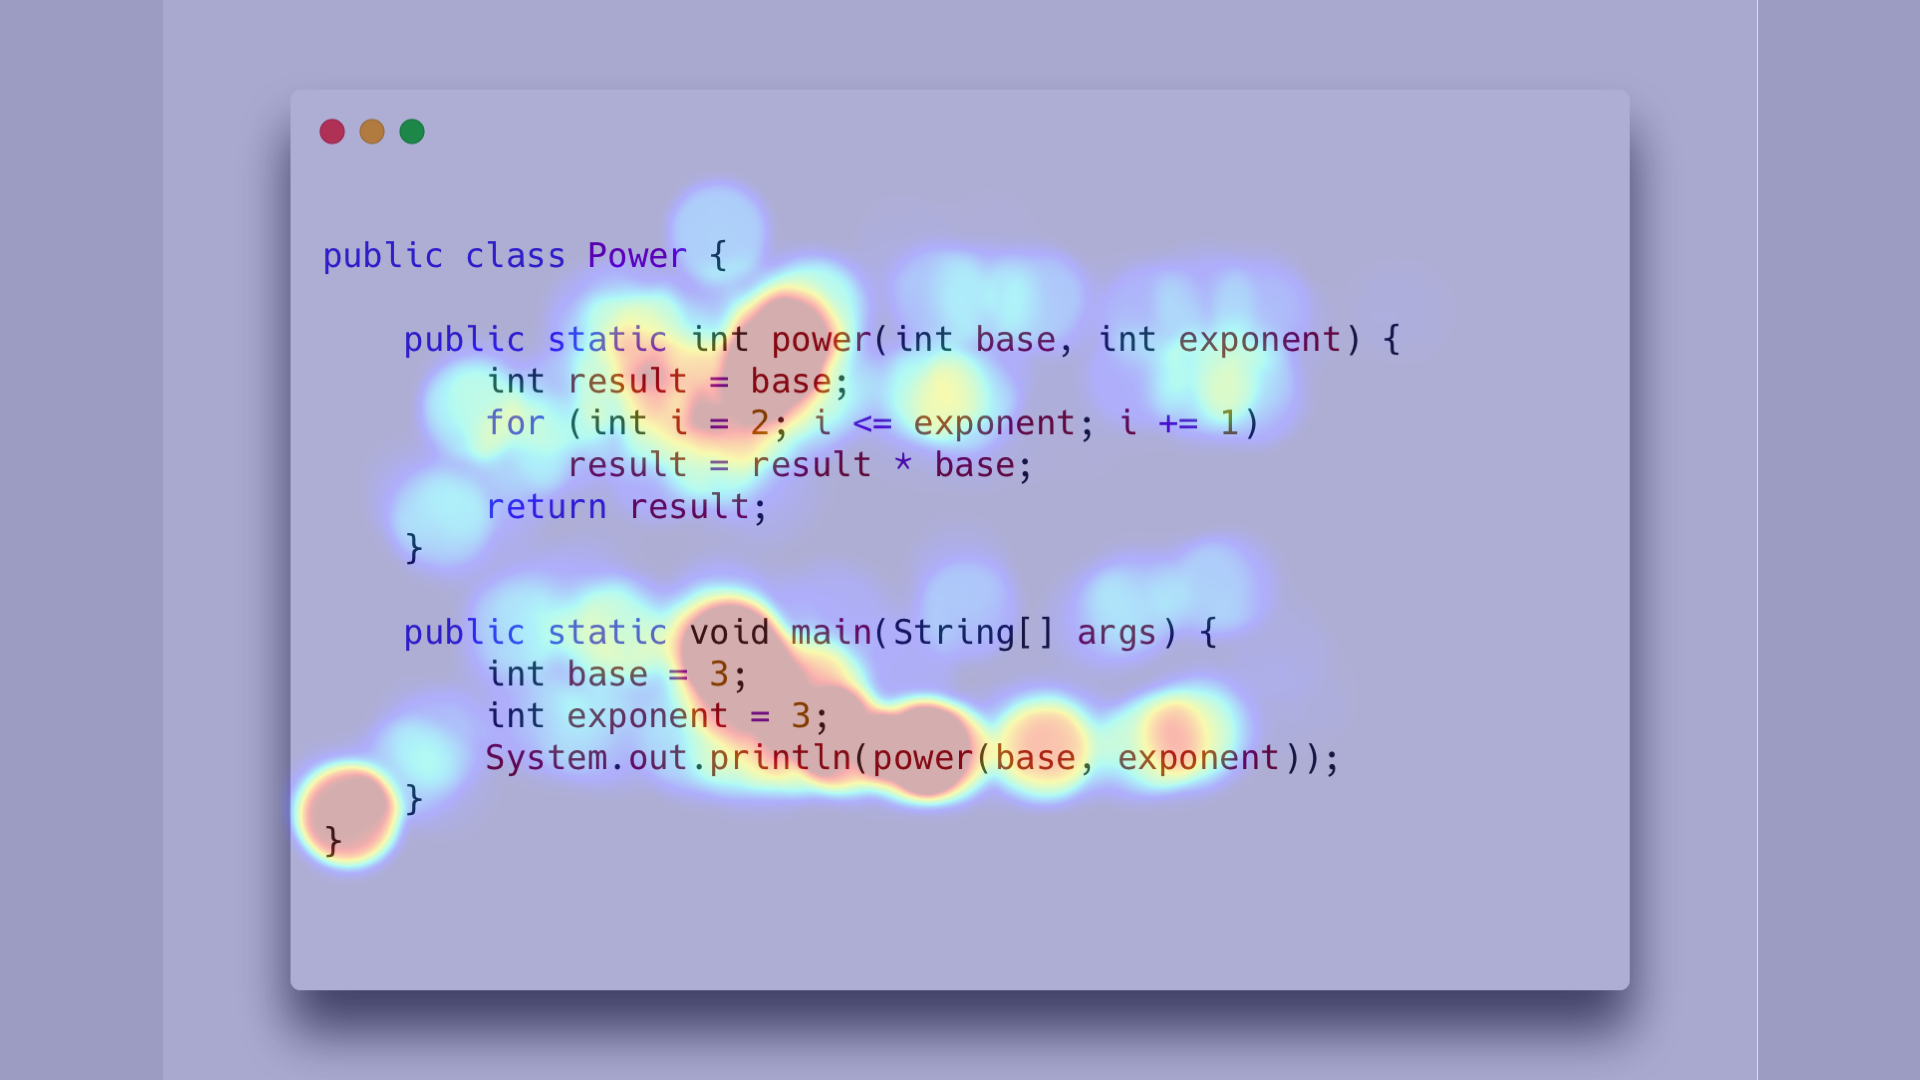 public class Power {
public static int power(int base, int exponent) {
int result = base;
for (int i = 2; i <= exponent; i += 1)
result = result * base;
return result;
}
public static void main(String[] args) {
int base = 3;
int exponent = 3;
System.out.println(power(base, exponent));
}
}